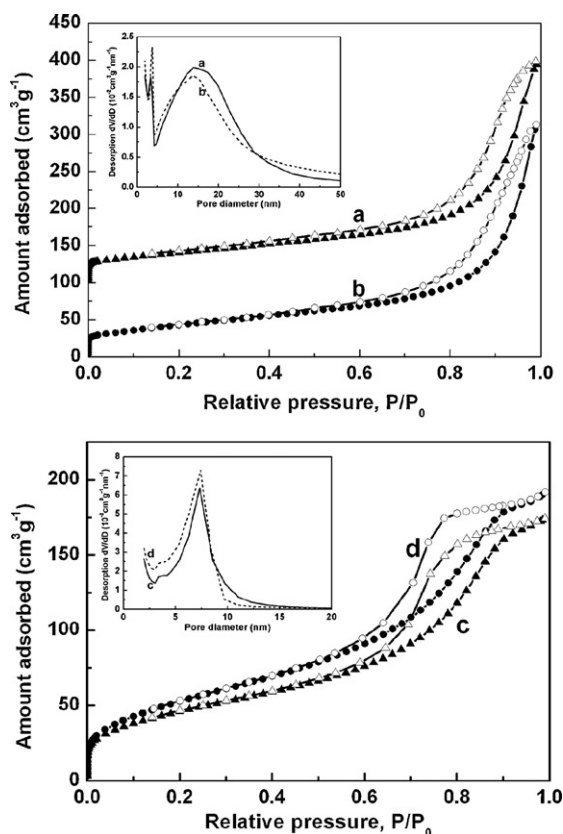 450
400
350
300
250
200
150
100
50
0
Amount adsorbed (cm³g⁻¹)
0.0 0.2 0.4 0.6 0.8 1.0
Relative pressure, P/P₀
a
b
2.5
2.0
1.5
1.0
0.5
0.0
Desorption dV/dD (10⁻²cm³g⁻¹nm⁻¹)
0 10 20 30 40 50
Pore diameter (nm)
a
b
200
150
100
50
0
Amount adsorbed (cm³g⁻¹)
0.0 0.2 0.4 0.6 0.8 1.0
Relative pressure, P/P₀
d
c
8
7
6
5
4
3
2
1
0
Desorption dV/dD (10⁻²cm³g⁻¹nm⁻¹)
0 5 10 15 20
Pore diameter (nm)
d
c